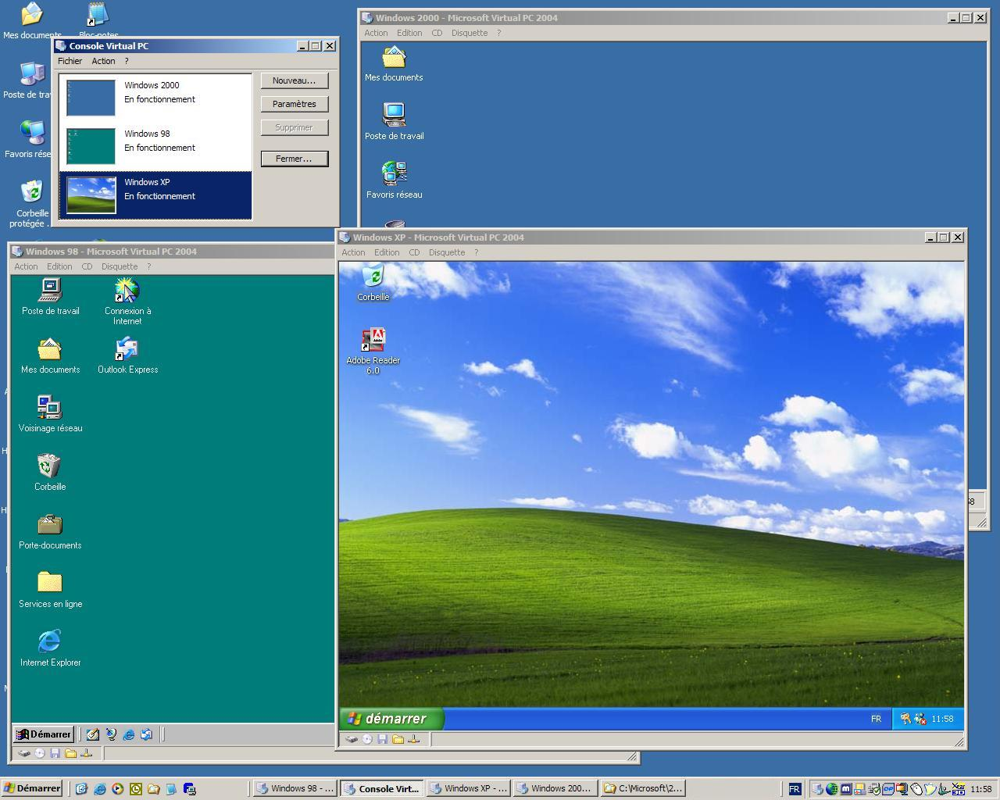 Mes documents
Bloc-notes
Poste de trav
Favoris rése
Corbeille
protégée ...
Console Virtual PC
Fichier Action ?
Windows 2000
En fonctionnement
Windows 98
En fonctionnement
Windows XP
En fonctionnement
Nouveau...
Paramètres
Supprimer
Fermer...
Windows 2000 - Microsoft Virtual PC 2004
Action Edition CD Disquette ?
Mes documents
Poste de travail
Favoris réseau
Windows 98 - Microsoft Virtual PC 2004
Action Edition CD Disquette ?
Poste de travail
Connexion à
Internet
Mes documents
Outlook Express
Voisinage réseau
Corbeille
Porte-documents
Services en ligne
Internet Explorer
Démarrer
Windows XP - Microsoft Virtual PC 2004
Action Edition CD Disquette ?
Corbeille
Adobe
Adobe Reader
6.0
démarrer
FR
11:58
Démarrer
Windows 98 - ...
Console Virt...
Windows XP - ...
Windows 200...
C:\Microsoft\2...
FR
11:58